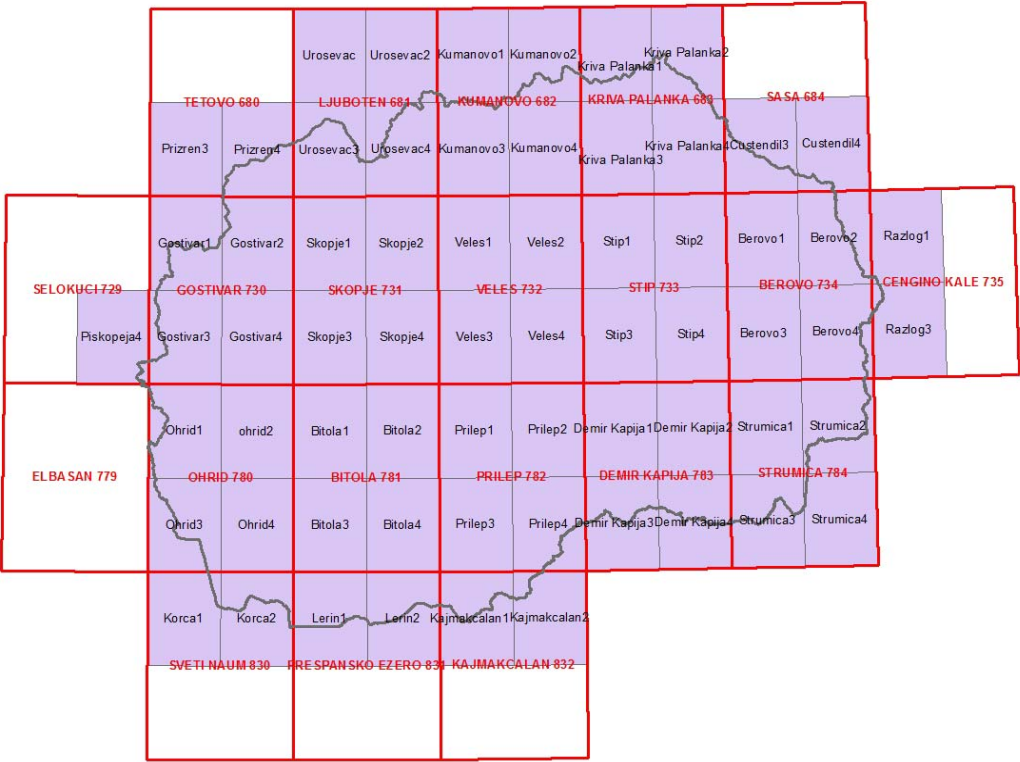 Urosevac Urosevac2 Kumanovo1 Kumanovo2 Kriva Palanka1 Kriva Palanka2
TETOVO 680 LJUBOTEN 681 KUMANOVO 682 KRIVA PALANKA 683 SASA 684
Prizren3 Prizren4 Urosevac3 Urosevac4 Kumanovo3 Kumanovo4 Kriva Palanka3 Kriva Palanka4 Custendil3 Custendil4
Gostivar1 Gostivar2 Skopje1 Skopje2 Veles1 Veles2 Stip1 Stip2 Berovo1 Berovo2 Razlog1
SELOKUCI 729 GOSTIVAR 730 SKOPJE 731 VELES 732 STIP 733 BEROVO 734 CENGINO KALE 735
Piskopeja4 Gostivar3 Gostivar4 Skopje3 Skopje4 Veles3 Veles4 Stip3 Stip4 Berovo3 Berovo4 Razlog3
Ohrid1 ohrid2 Bitola1 Bitola2 Prilep1 Prilep2 Demir Kapija1 Demir Kapija2 Strumica1 Strumica2
ELBASAN 779 OHRID 780 BITOLA 781 PRILEP 782 DEMIR KAPIJA 783 STRUMICA 784
Ohrid3 Ohrid4 Bitola3 Bitola4 Prilep3 Prilep4 Demir Kapija3 Demir Kapija4 Strumica3 Strumica4
Korca1 Korca2 Lerin1 Lerin2 Kajmakcalan1 Kajmakcalan2
SVETI NAUM 830 PRESPANSKO EZERO 831 KAJMAKCALAN 832